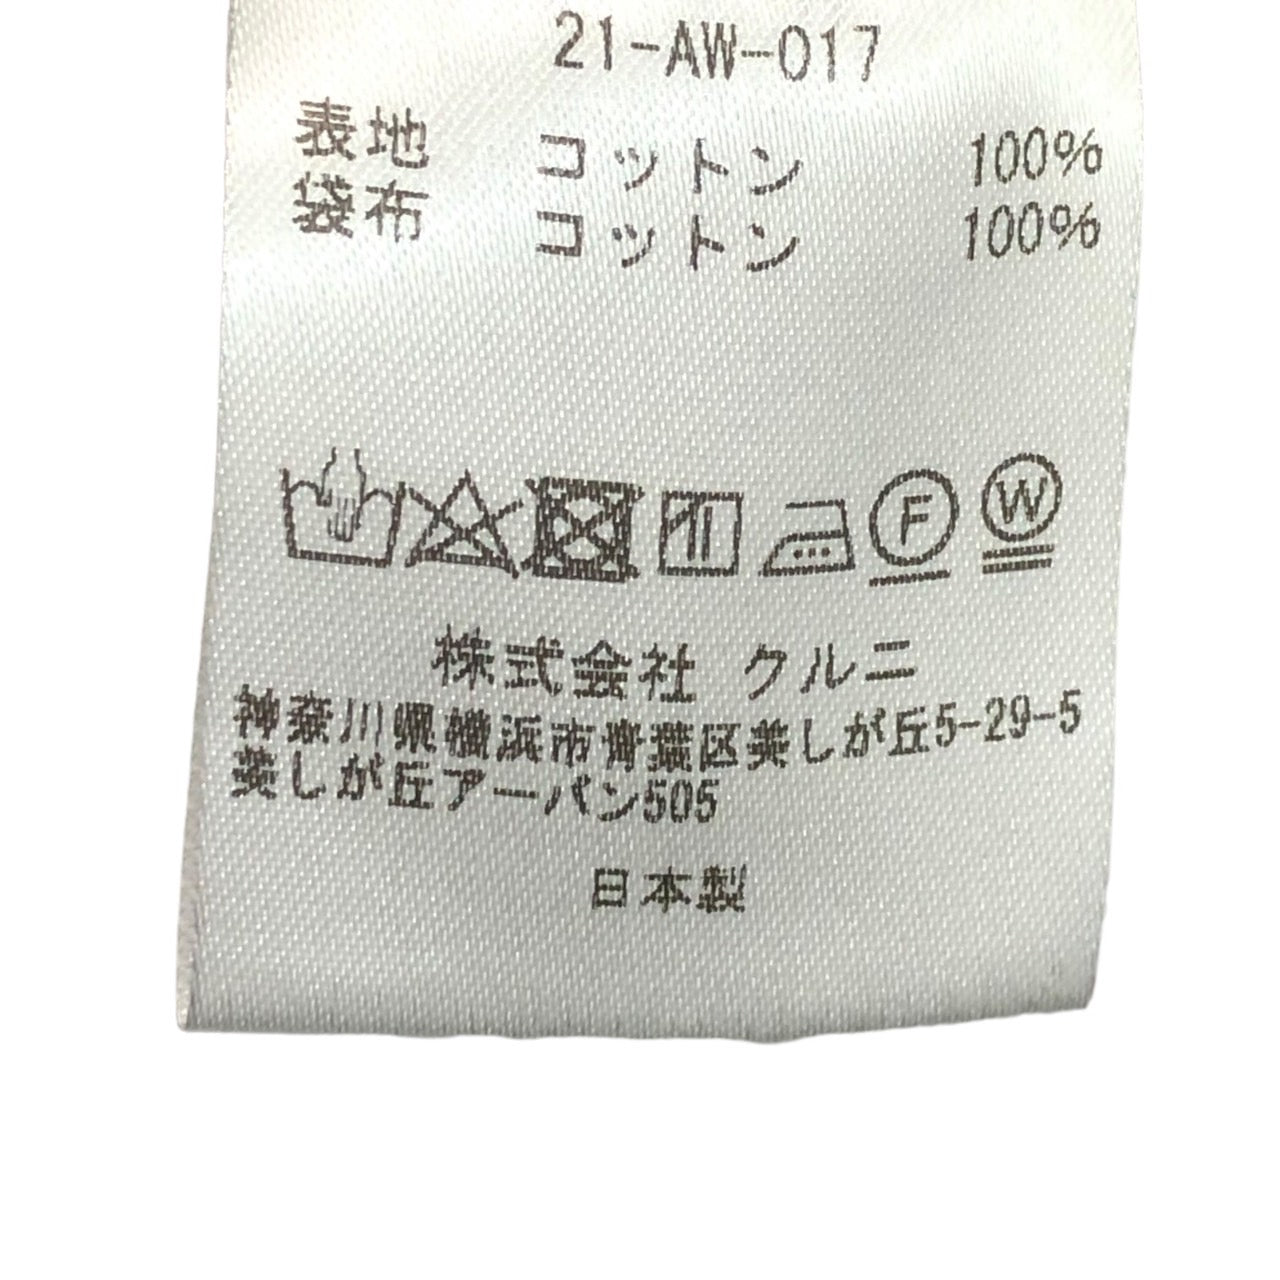 21-AW-017
表地 コットン 100%
袋布 コットン 100%
F W
株式会社 クルニ
神奈川県横浜市青葉区美しが丘5-29-5
美しが丘アーバン505
日本製